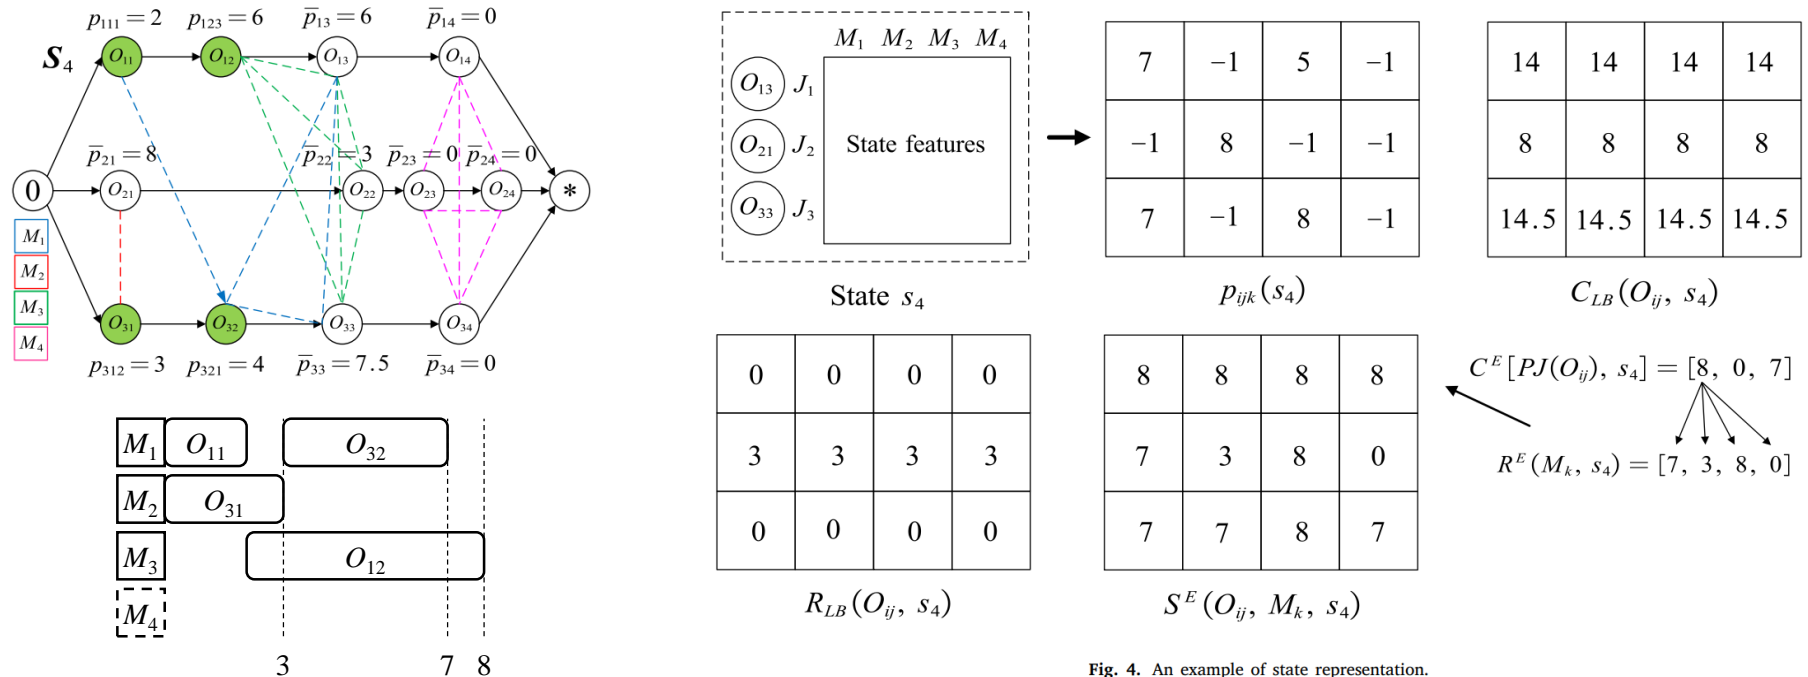 p₁₁₁ = 2 p₁₂₃ = 6 p̅₁₃ = 6 p̅₁₄ = 0
S₄ O₁₁ O₁₂ O₁₃ O₁₄
p̅₂₁ = 8 p̅₂₂ = 3 p̅₂₃ = 0 p̅₂₄ = 0
0 O₂₁ O₂₂ O₂₃ O₂₄ *
M₁
M₂
M₃
M₄
O₃₁ O₃₂ O₃₃ O₃₄
p₃₁₂ = 3 p₃₂₁ = 4 p̅₃₃ = 7.5 p̅₃₄ = 0
M₁ O₁₁ O₃₂
M₂ O₃₁
M₃ O₁₂
M₄
3 7 8
M₁ M₂ M₃ M₄
O₁₃ J₁
O₂₁ J₂
O₃₃ J₃
State features
State s₄
7 −1 5 −1
−1 8 −1 −1
7 −1 8 −1
pᵢⱼₖ(s₄)
14 14 14 14
8 8 8 8
14.5 14.5 14.5 14.5
C_LB(Oᵢⱼ, s₄)
0 0 0 0
3 3 3 3
0 0 0 0
R_LB(Oᵢⱼ, s₄)
8 8 8 8
7 3 8 0
7 7 8 7
Sᴱ(Oᵢⱼ, Mₖ, s₄)
Cᴱ[PJ(Oᵢⱼ), s₄] = [8, 0, 7]
Rᴱ(Mₖ, s₄) = [7, 3, 8, 0]
Fig. 4. An example of state representation.